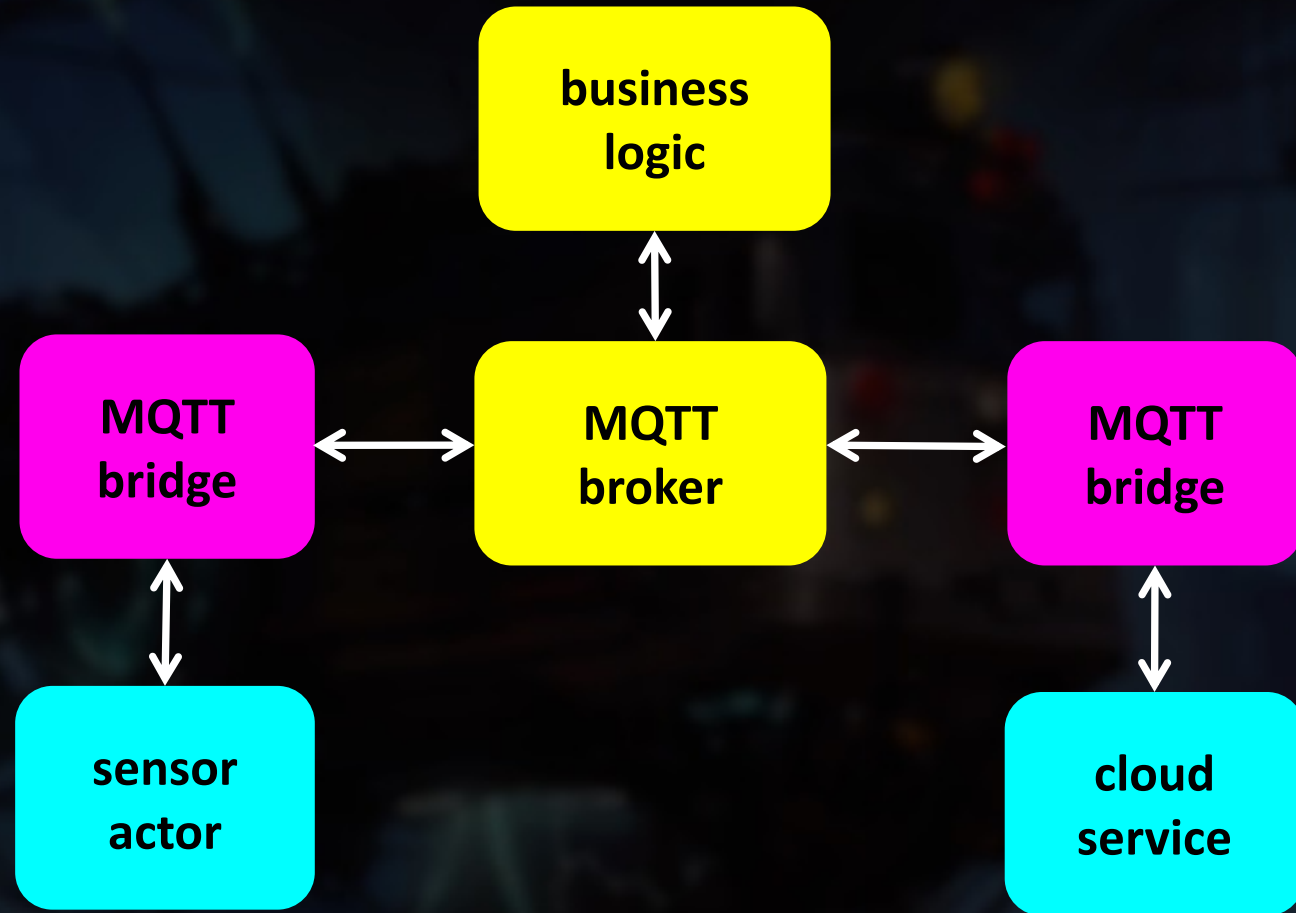 business
logic
MQTT
bridge
MQTT
broker
MQTT
bridge
sensor
actor
cloud
service